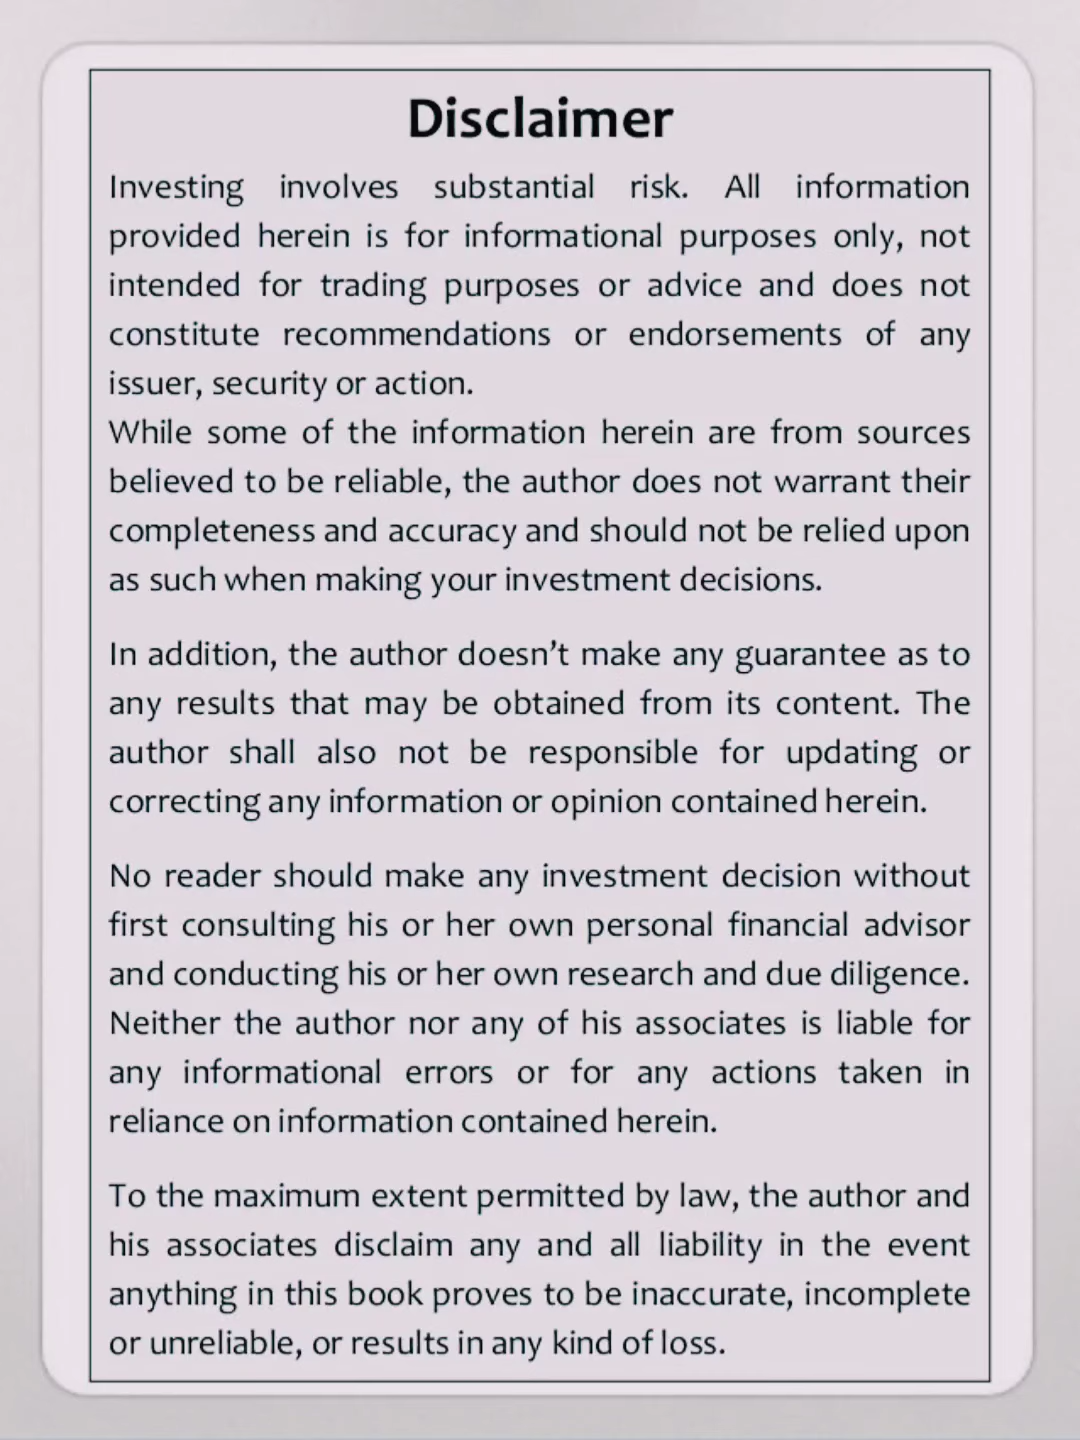 Disclaimer
Investing involves substantial risk. All information
provided herein is for informational purposes only, not
intended for trading purposes or advice and does not
constitute recommendations or endorsements of any
issuer, security or action.
While some of the information herein are from sources
believed to be reliable, the author does not warrant their
completeness and accuracy and should not be relied upon
as such when making your investment decisions.
In addition, the author doesn’t make any guarantee as to
any results that may be obtained from its content. The
author shall also not be responsible for updating or
correcting any information or opinion contained herein.
No reader should make any investment decision without
first consulting his or her own personal financial advisor
and conducting his or her own research and due diligence.
Neither the author nor any of his associates is liable for
any informational errors or for any actions taken in
reliance on information contained herein.
To the maximum extent permitted by law, the author and
his associates disclaim any and all liability in the event
anything in this book proves to be inaccurate, incomplete
or unreliable, or results in any kind of loss.